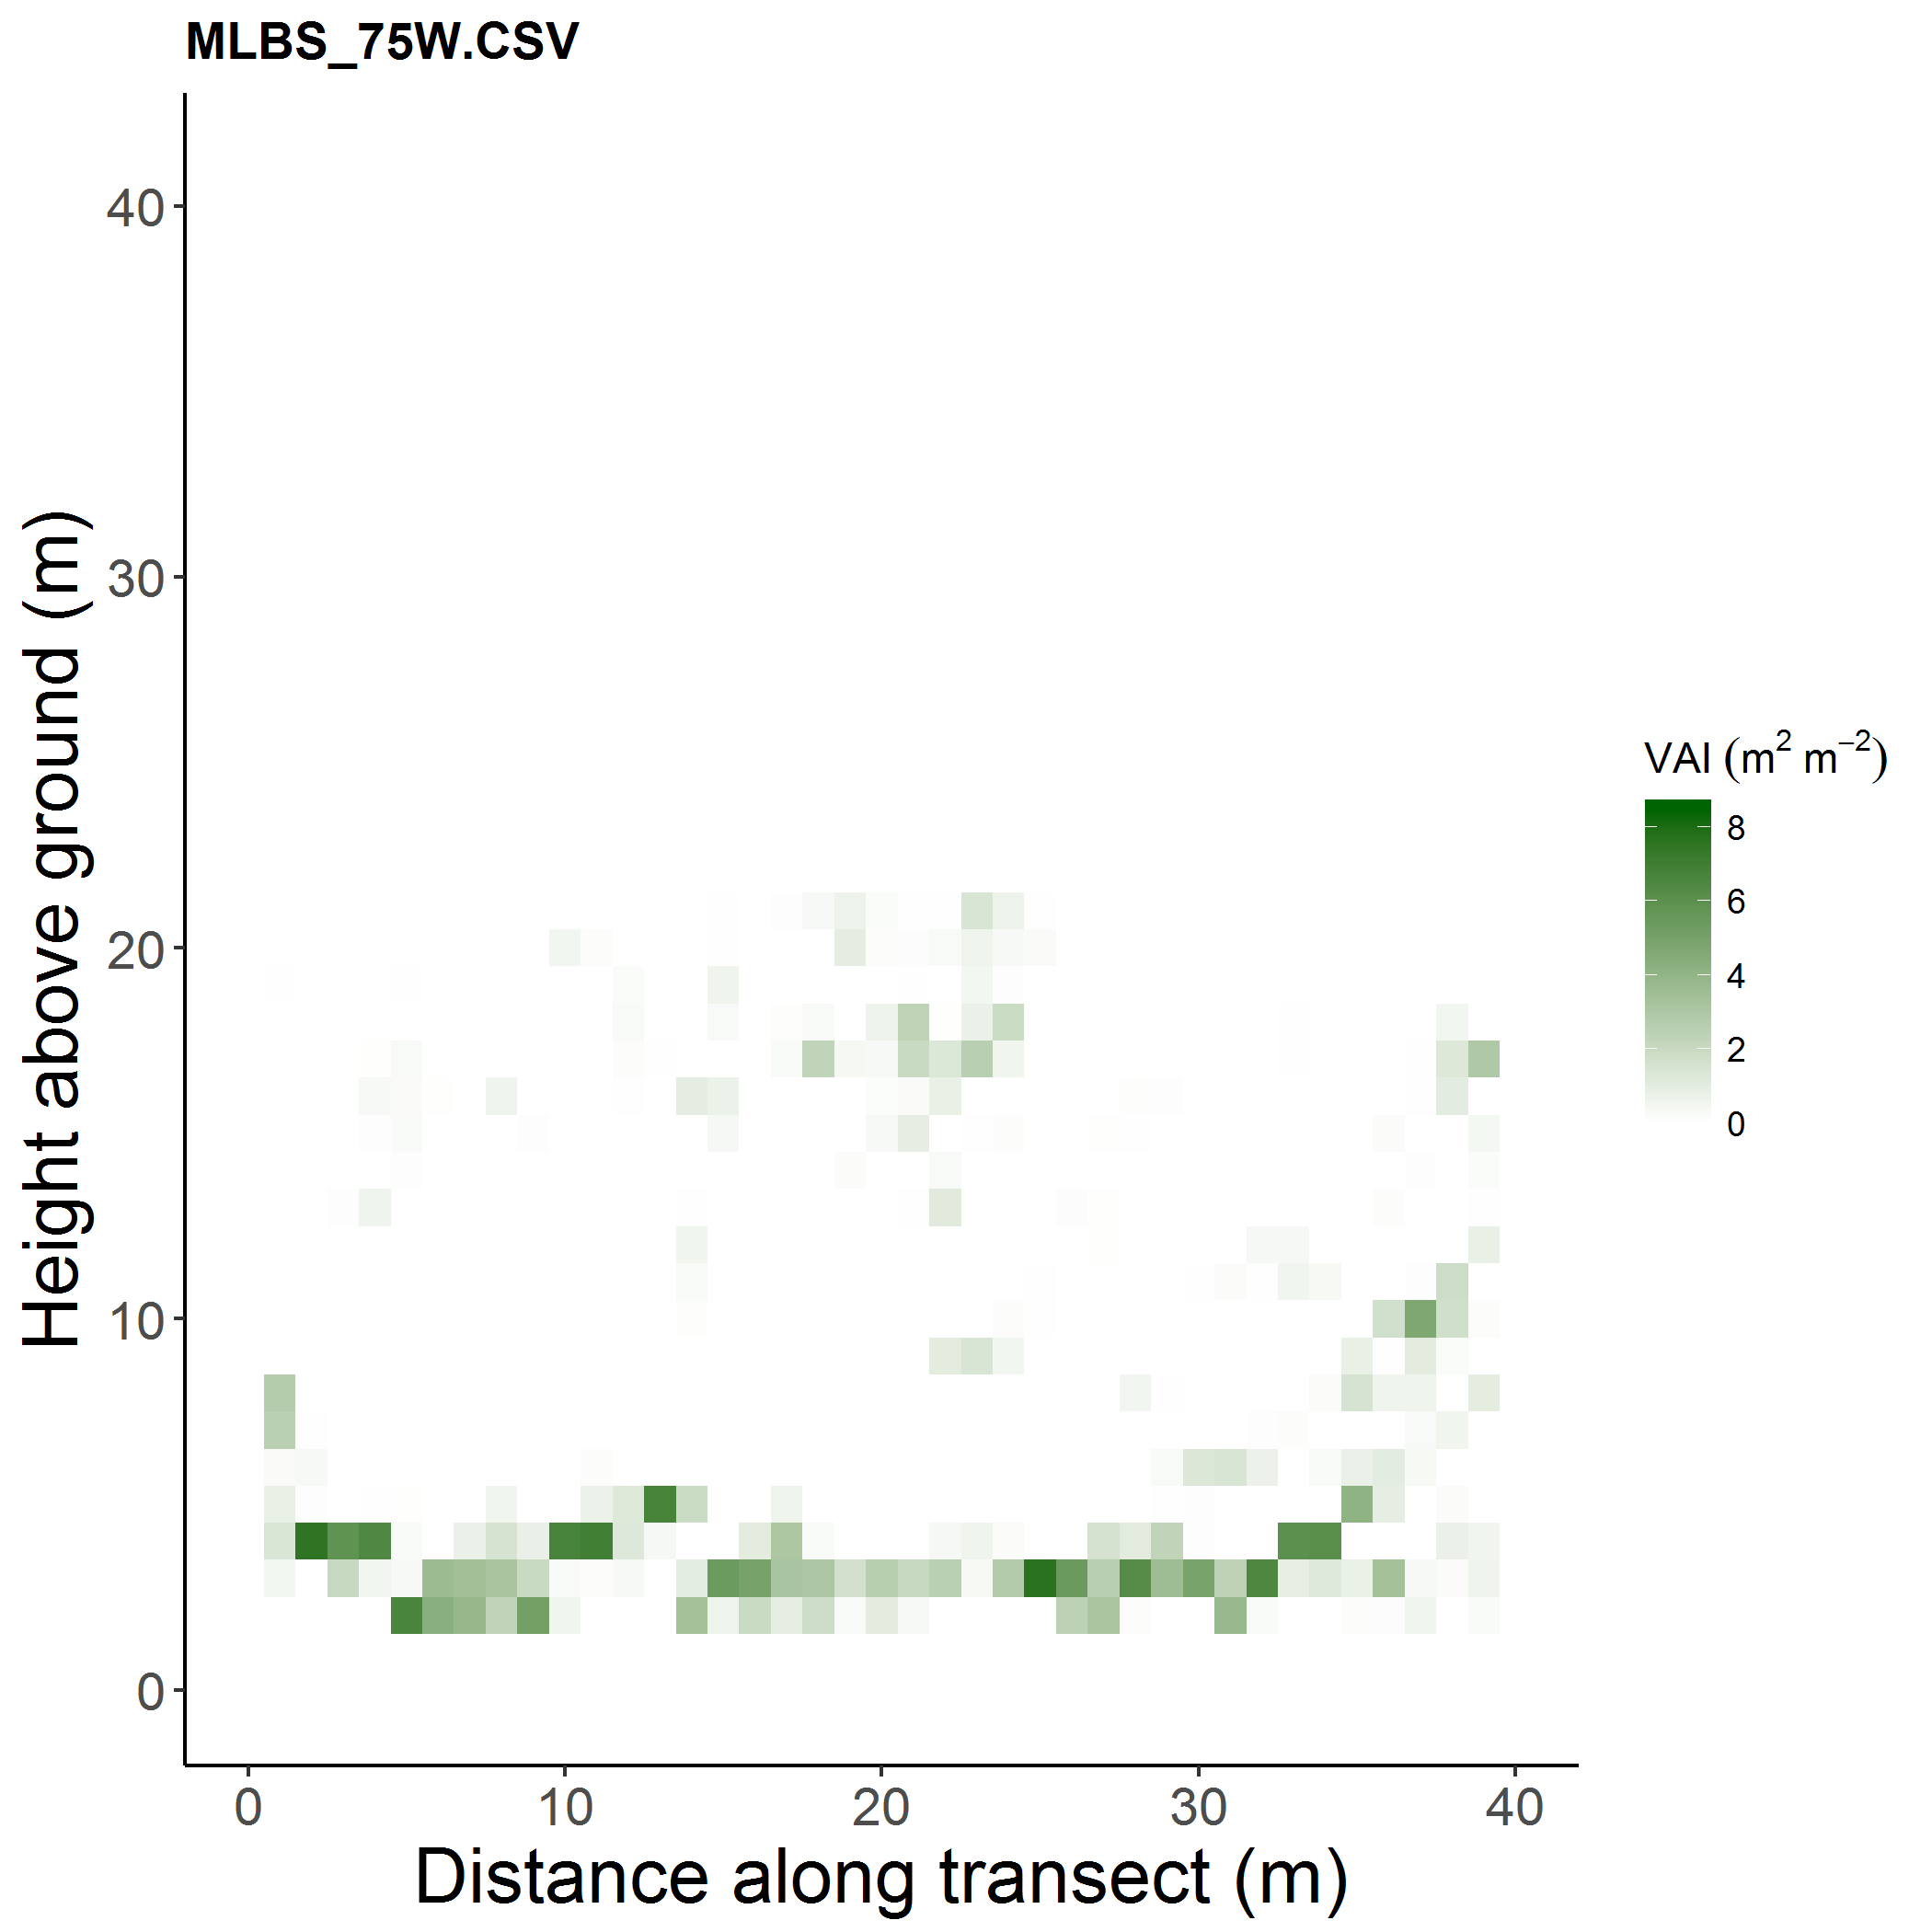 MLBS_75W.CSV
40
30
20
10
0
Height above ground (m)
0 10 20 30 40
Distance along transect (m)
VAI (m² m⁻²)
8
6
4
2
0